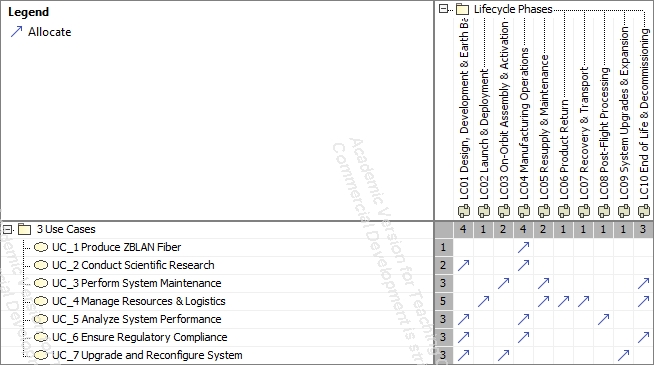 Legend
Allocate
Lifecycle Phases
LC01 Design, Development & Earth Ba
LC02 Launch & Deployment
LC03 On-Orbit Assembly & Activation
LC04 Manufacturing Operations
LC05 Resupply & Maintenance
LC06 Product Return
LC07 Recovery & Transport
LC08 Post-Flight Processing
LC09 System Upgrades & Expansion
LC10 End of Life & Decommissioning
3 Use Cases 4 1 2 4 2 1 1 1 1 3
UC_1 Produce ZBLAN Fiber 1
UC_2 Conduct Scientific Research 2
UC_3 Perform System Maintenance 3
UC_4 Manage Resources & Logistics 5
UC_5 Analyze System Performance 3
UC_6 Ensure Regulatory Compliance 3
UC_7 Upgrade and Reconfigure System 3
Academic Version for Teaching
Commercial Development is str
ademic Version
cial Development